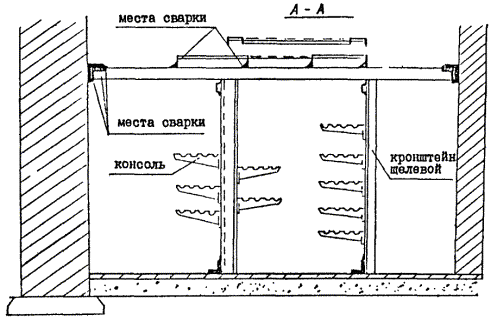 места сварки
А - А
места сварки
консоль
кронштейн
щелевой